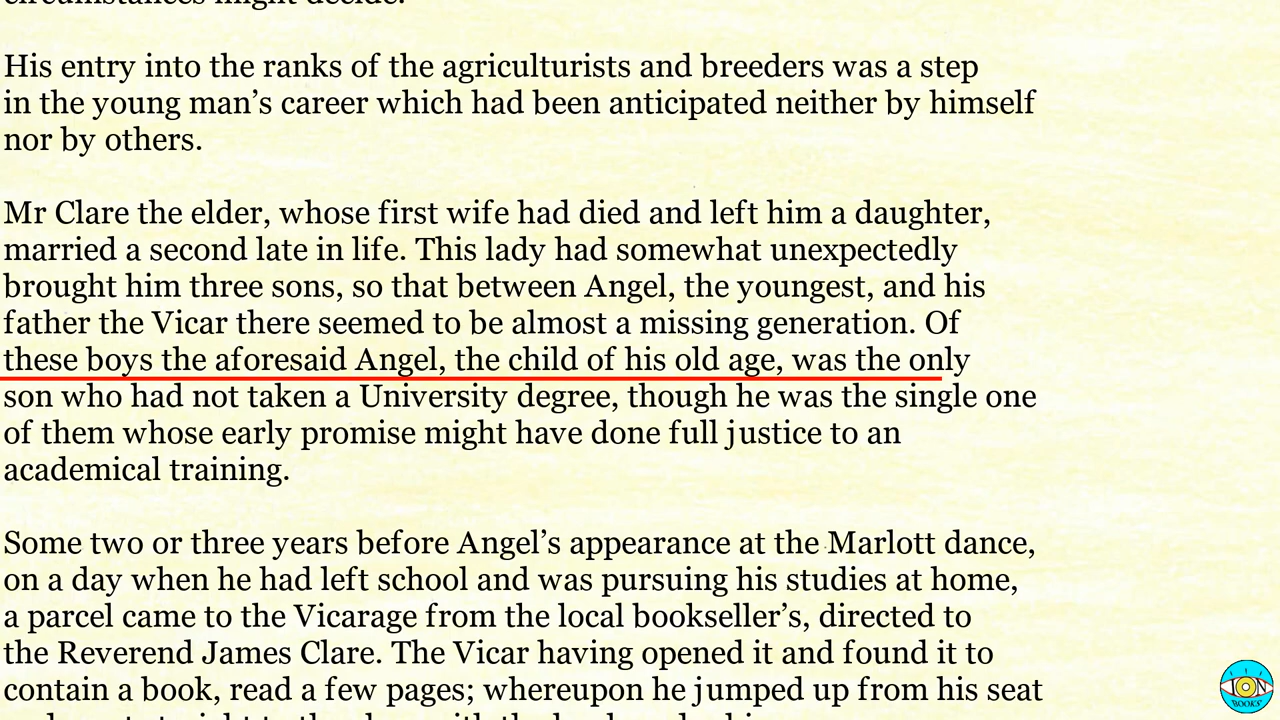 circumstances might decide.
His entry into the ranks of the agriculturists and breeders was a step
in the young man’s career which had been anticipated neither by himself
nor by others.
Mr Clare the elder, whose first wife had died and left him a daughter,
married a second late in life. This lady had somewhat unexpectedly
brought him three sons, so that between Angel, the youngest, and his
father the Vicar there seemed to be almost a missing generation. Of
these boys the aforesaid Angel, the child of his old age, was the only
son who had not taken a University degree, though he was the single one
of them whose early promise might have done full justice to an
academical training.
Some two or three years before Angel’s appearance at the Marlott dance,
on a day when he had left school and was pursuing his studies at home,
a parcel came to the Vicarage from the local bookseller’s, directed to
the Reverend James Clare. The Vicar having opened it and found it to
contain a book, read a few pages; whereupon he jumped up from his seat
ION
BOOKS